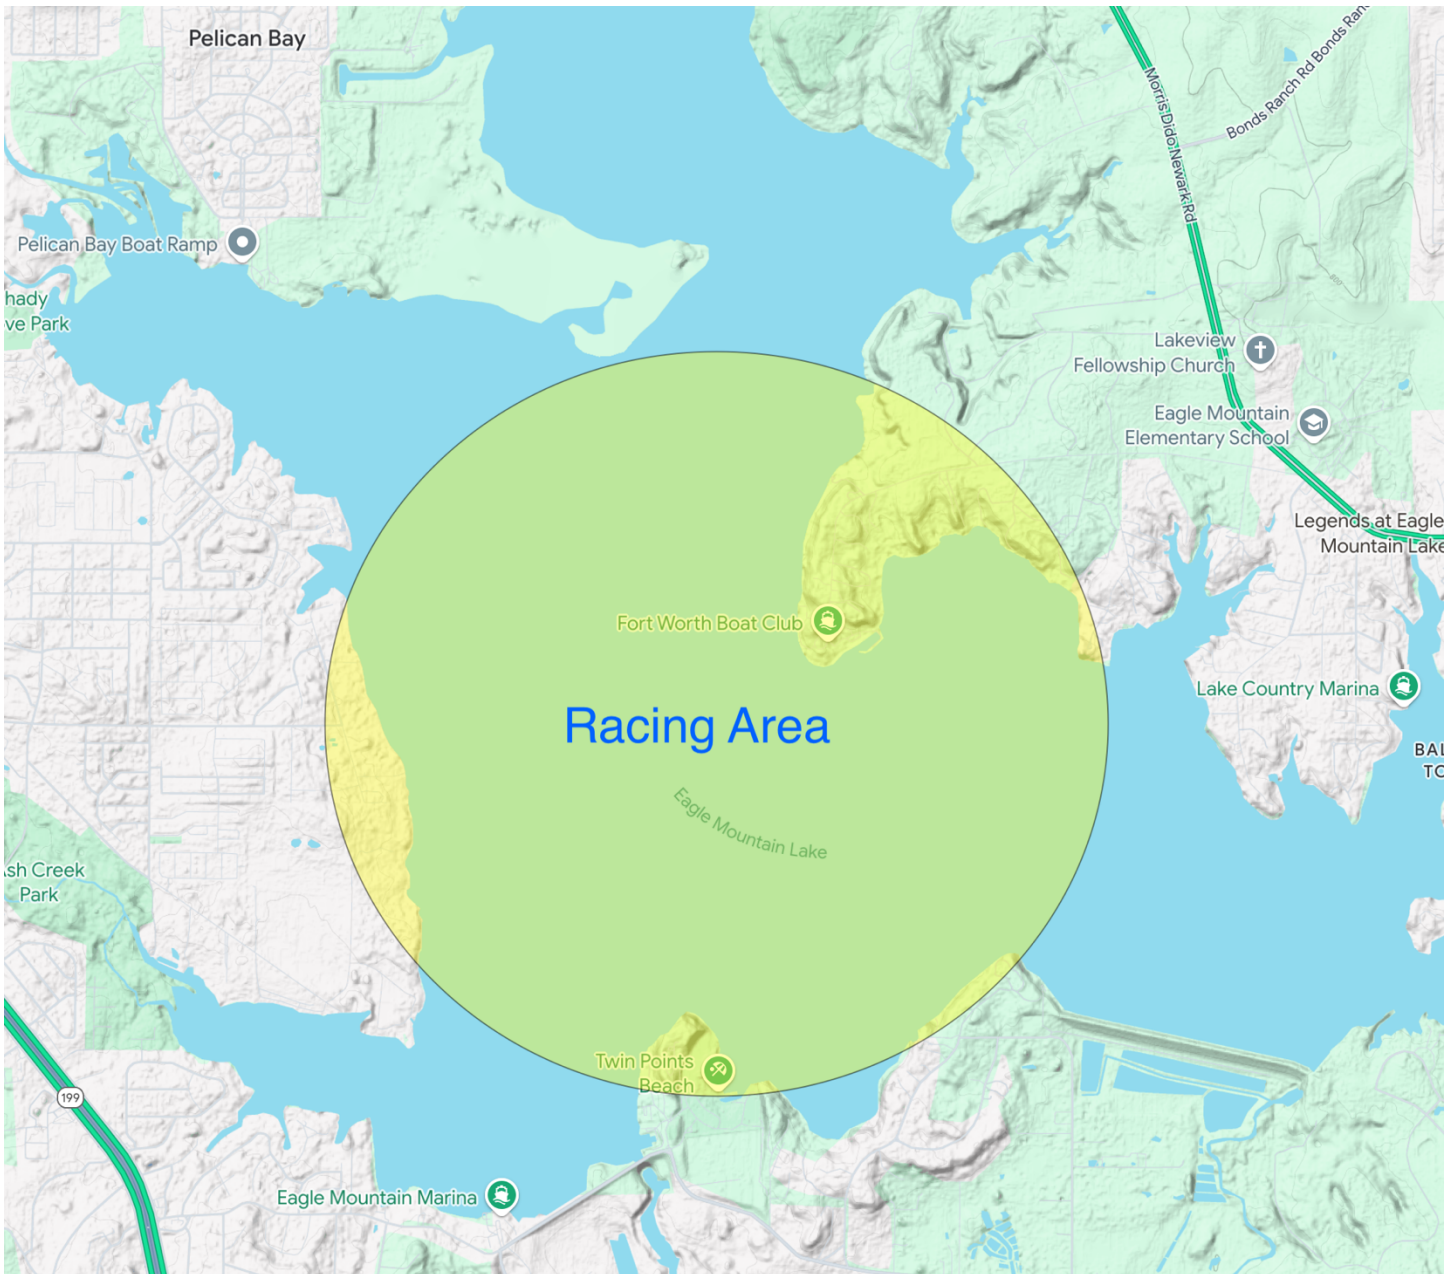 Pelican Bay
Bonds Ranch Rd
Bonds Ran
Morris Dido Newark Rd
Pelican Bay Boat Ramp
hady
ve Park
Lakeview
Fellowship Church
Eagle Mountain
Elementary School
Legends at Eagle
Mountain Lake
Fort Worth Boat Club
Lake Country Marina
Racing Area
BAL
TO
Eagle Mountain Lake
sh Creek
Park
Twin Points
Beach
199
Eagle Mountain Marina